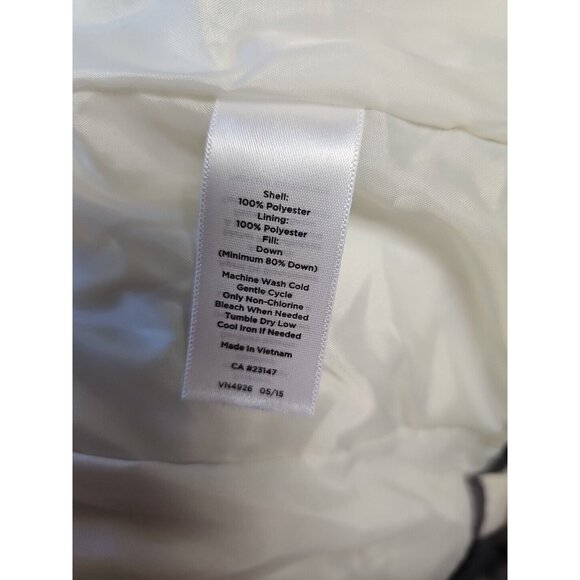 Shell:
100% Polyester
Lining:
100% Polyester
Fill:
Down
(Minimum 80% Down)
Machine Wash Cold
Gentle Cycle
Only Non-Chlorine
Bleach When Needed
Tumble Dry Low
Cool Iron If Needed
Made In Vietnam
CA #23147
VN4926 05/15